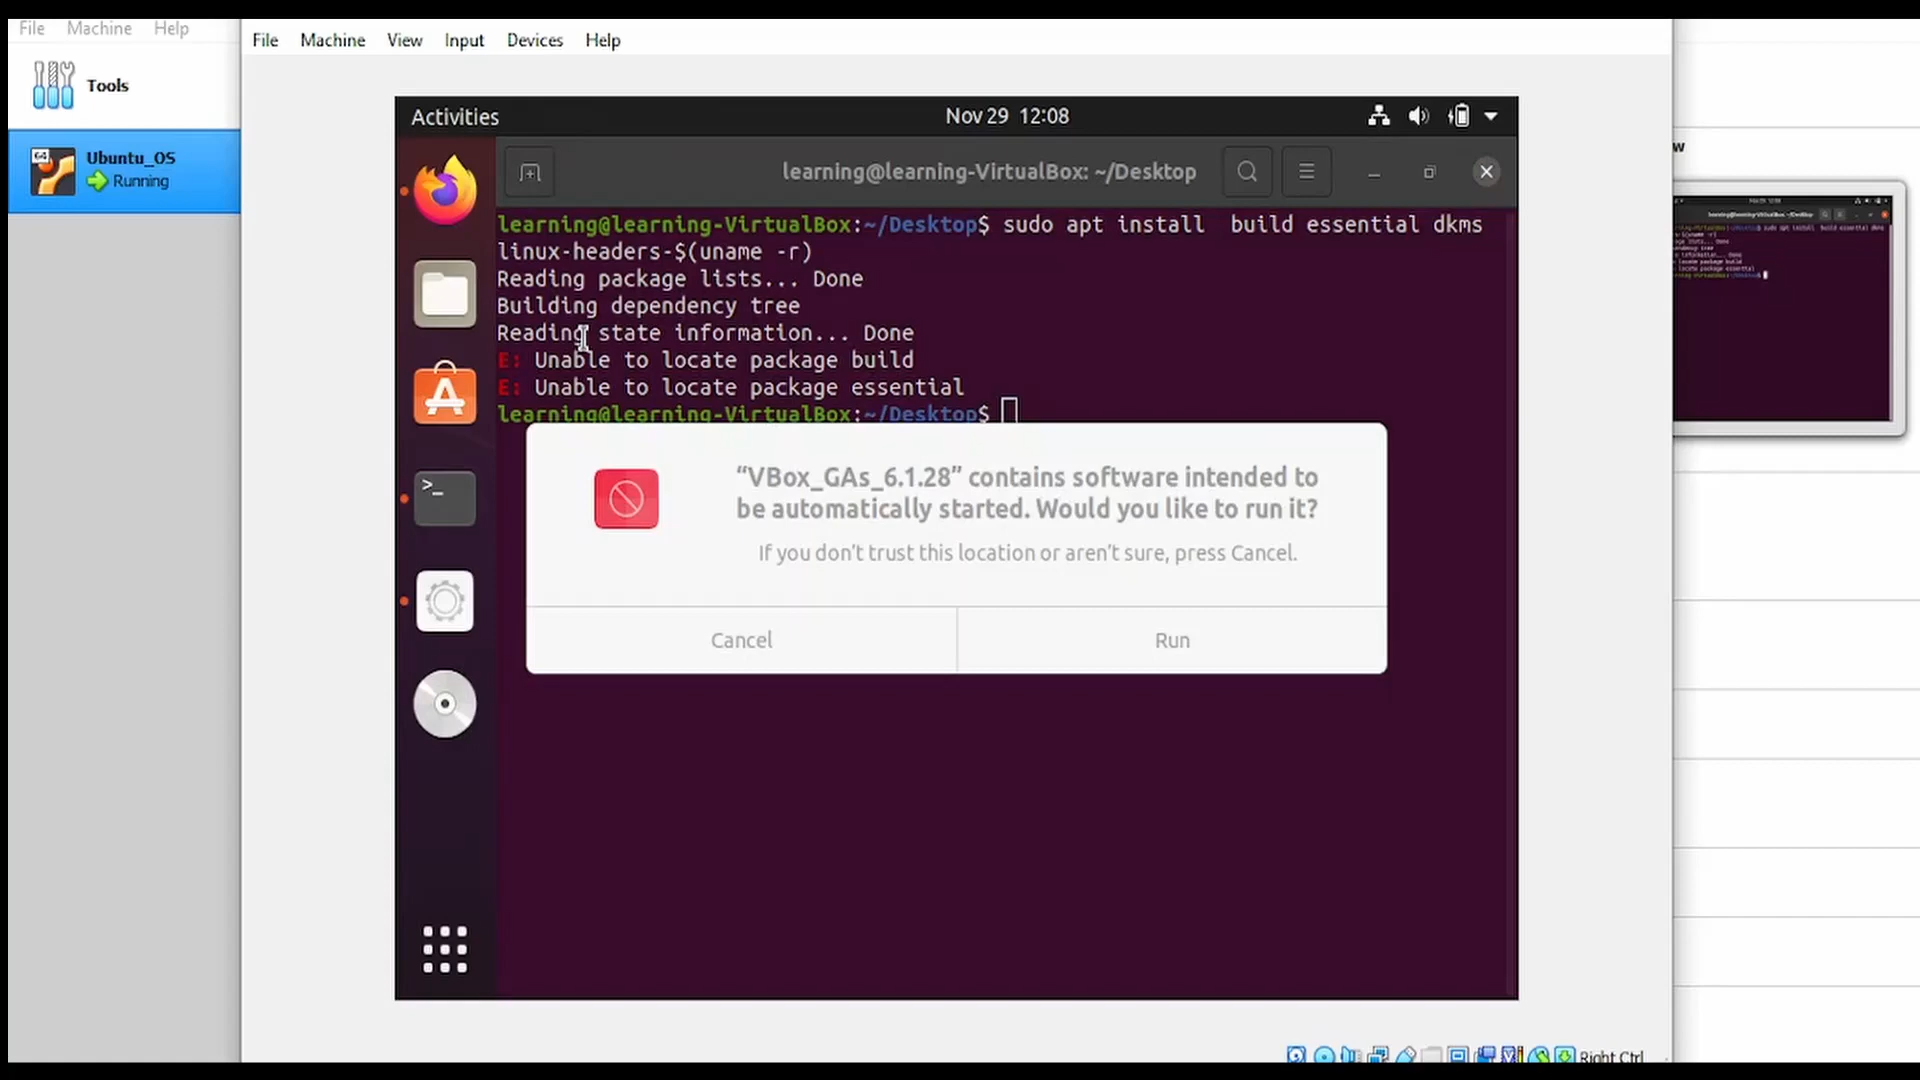 File Machine Help
Tools
Ubuntu_OS
Running
File Machine View Input Devices Help
Activities
Nov 29 12:08
learning@learning-VirtualBox: ~/Desktop
learning@learning-VirtualBox:~/Desktop$ sudo apt install  build essential dkms
linux-headers-$(uname -r)
Reading package lists... Done
Building dependency tree
Reading state information... Done
E: Unable to locate package build
E: Unable to locate package essential
learning@learning-VirtualBox:~/Desktop$
“VBox_GAs_6.1.28” contains software intended to
be automatically started. Would you like to run it?
If you don’t trust this location or aren’t sure, press Cancel.
Cancel
Run
Right Ctrl